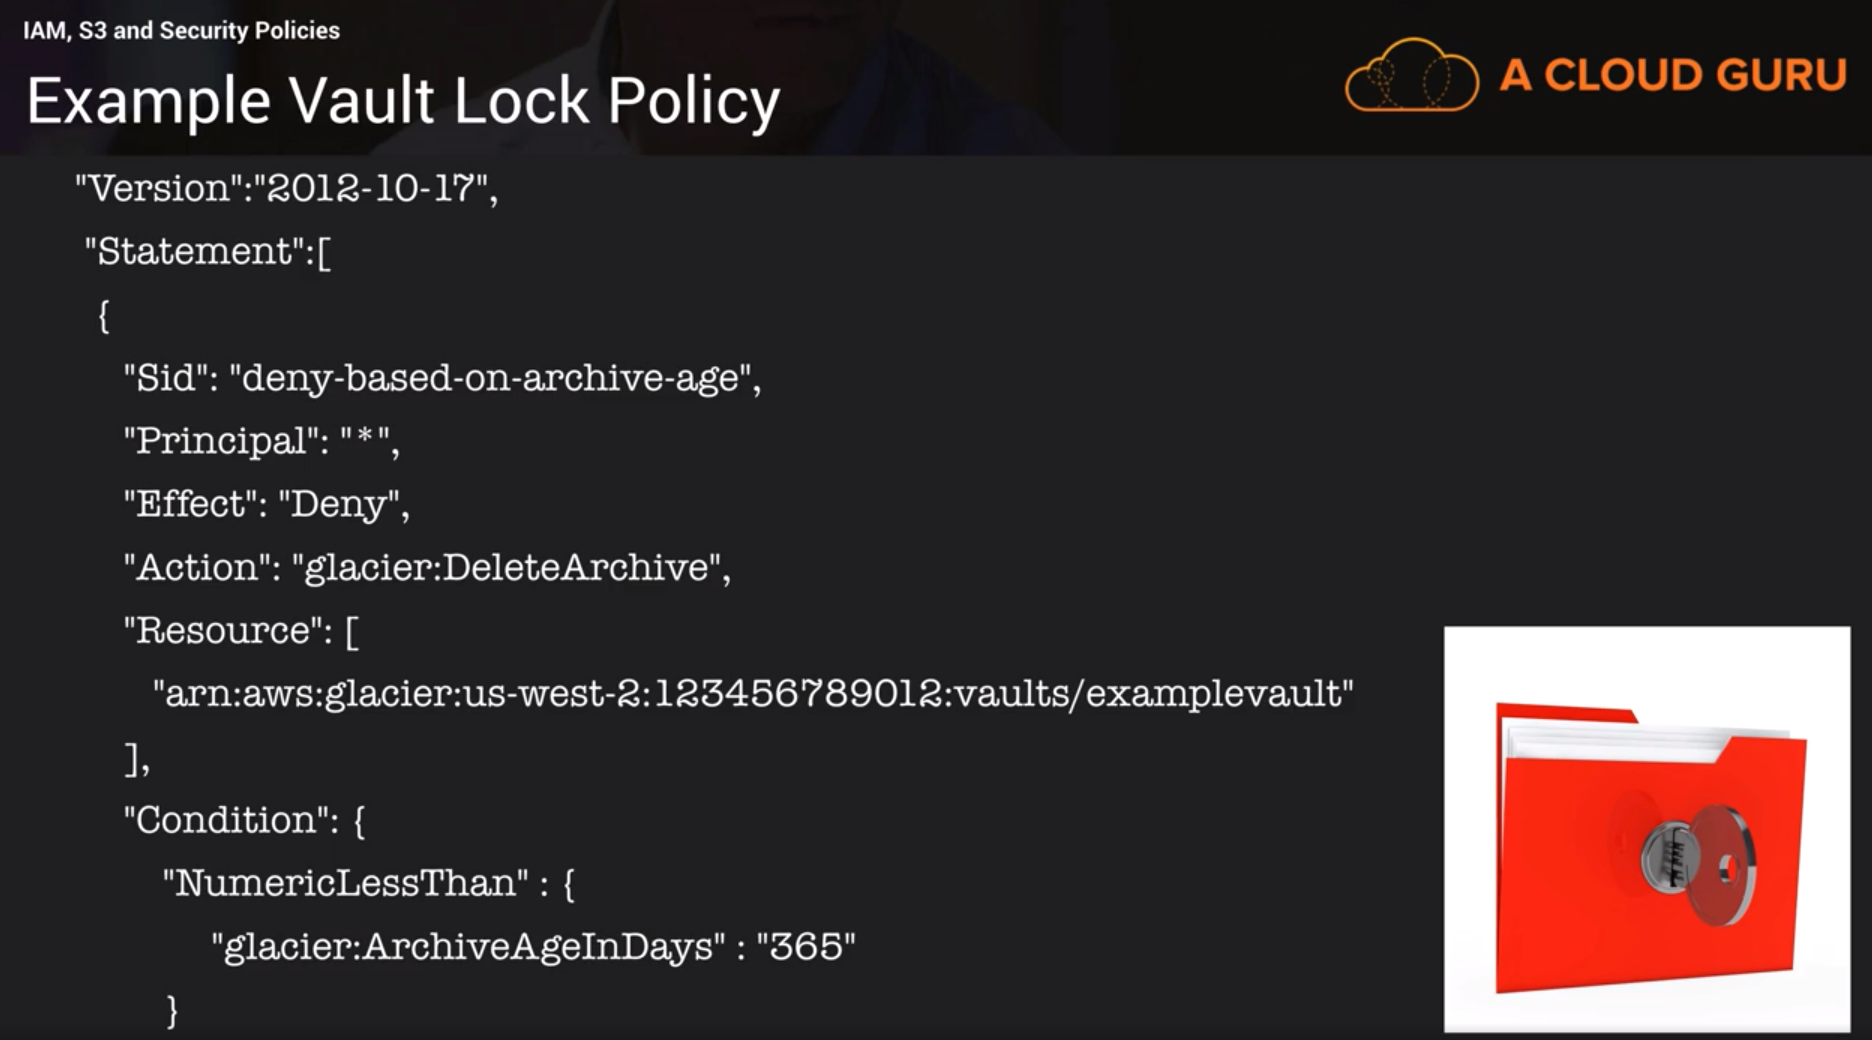 IAM, S3 and Security Policies
Example Vault Lock Policy
A CLOUD GURU
"Version":"2012-10-17",
"Statement":[
{
"Sid": "deny-based-on-archive-age",
"Principal": "*",
"Effect": "Deny",
"Action": "glacier:DeleteArchive",
"Resource": [
"arn:aws:glacier:us-west-2:123456789012:vaults/examplevault"
],
"Condition": {
"NumericLessThan" : {
"glacier:ArchiveAgeInDays" : "365"
}